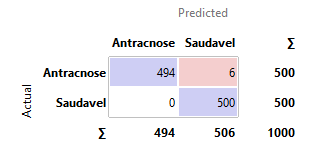 Predicted
Antracnose Saudavel Σ
Antracnose 494 6 500
Actual
Saudavel 0 500 500
Σ 494 506 1000